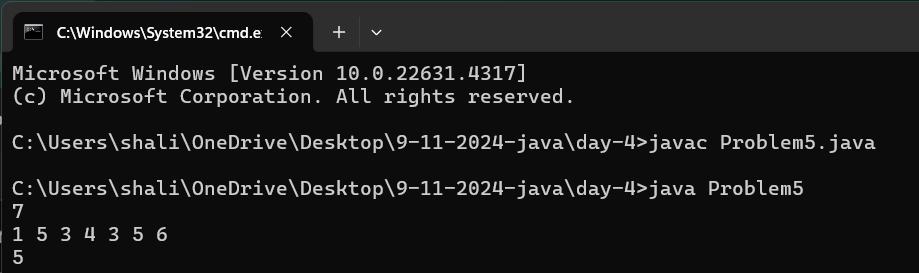 C:\Windows\System32\cmd.e
Microsoft Windows [Version 10.0.22631.4317]
(c) Microsoft Corporation. All rights reserved.
C:\Users\shali\OneDrive\Desktop\9-11-2024-java\day-4>javac Problem5.java
C:\Users\shali\OneDrive\Desktop\9-11-2024-java\day-4>java Problem5
7
1 5 3 4 3 5 6
5